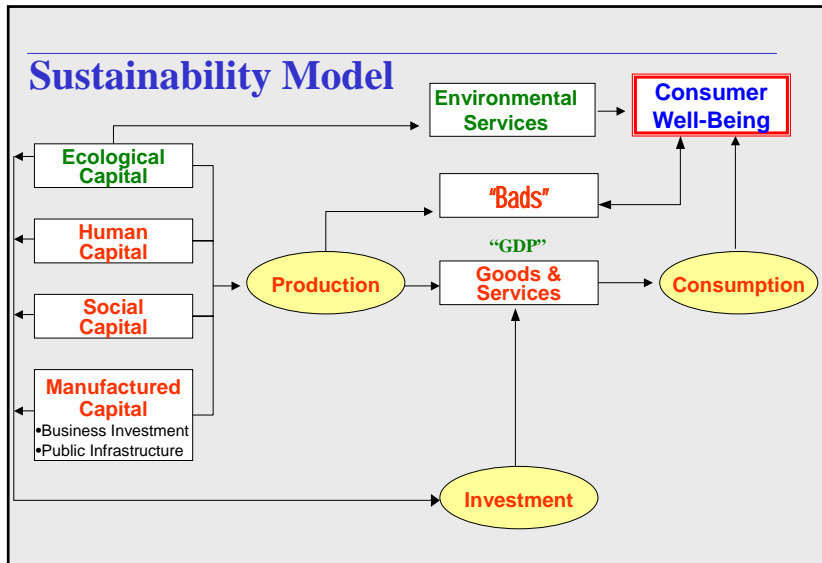 Sustainability Model
Environmental
Services
Consumer
Well-Being
Ecological
Capital
"Bads"
Human
Capital
“GDP”
Production
Goods &
Services
Consumption
Social
Capital
Manufactured
Capital
•Business Investment
•Public Infrastructure
Investment